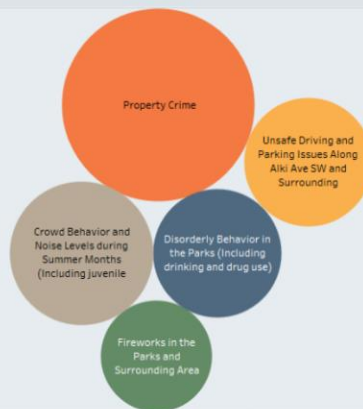 Property Crime
Unsafe Driving and
Parking Issues Along
Alki Ave SW and
Surrounding
Crowd Behavior and
Noise Levels during
Summer Months
(Including juvenile
Disorderly Behavior in
the Parks (Including
drinking and drug use)
Fireworks in the
Parks and
Surrounding Area